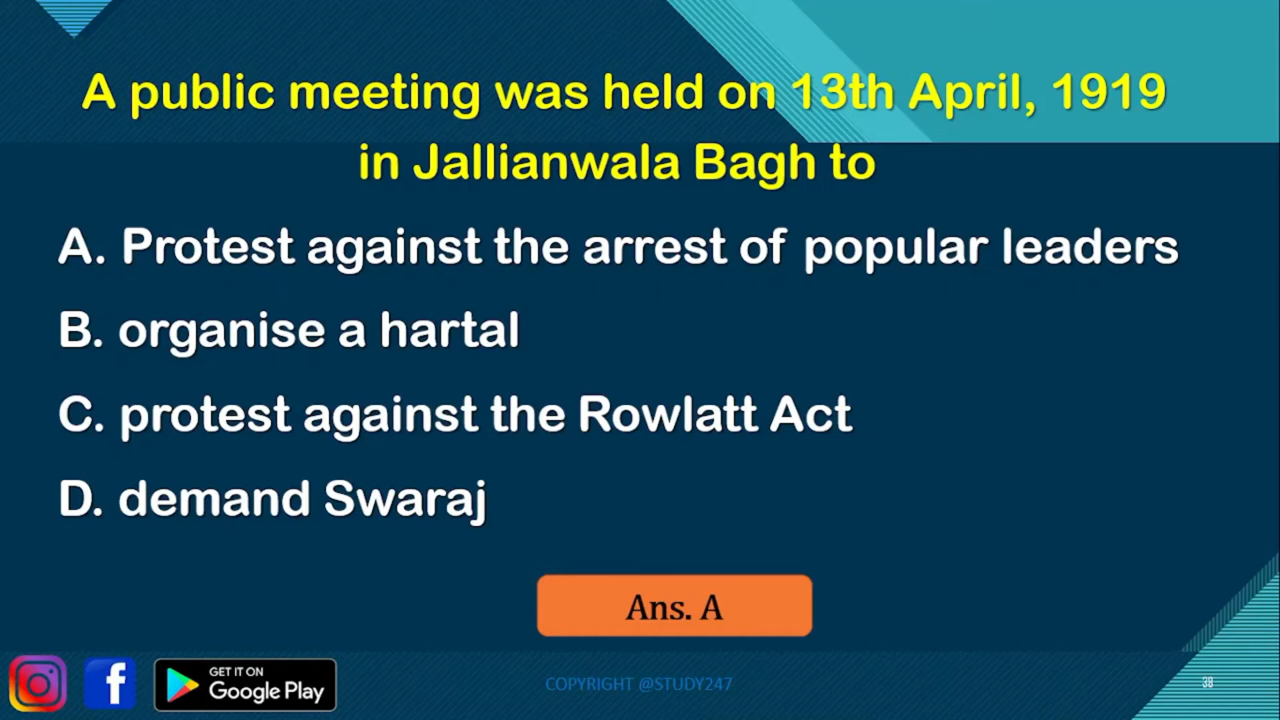 A public meeting was held on 13th April, 1919
in Jallianwala Bagh to
A. Protest against the arrest of popular leaders
B. organise a hartal
C. protest against the Rowlatt Act
D. demand Swaraj
Ans. A
f
GET IT ON
Google Play
COPYRIGHT @STUDY247
38